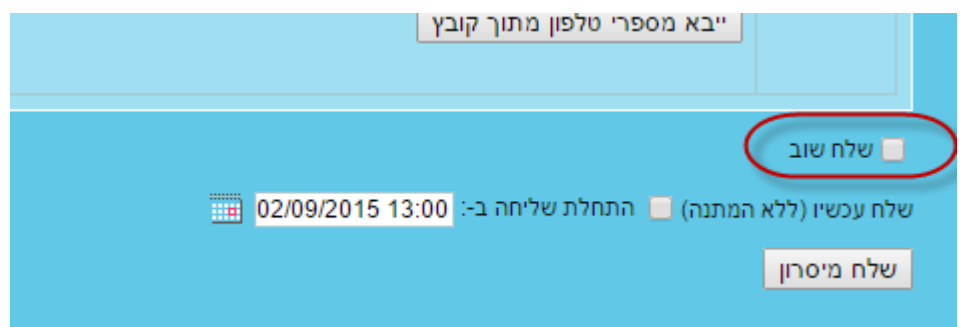 ייבא מספרי טלפון מתוך קובץ
שלח שוב
שלח עכשיו (ללא המתנה) התחלת שליחה ב-: 02/09/2015 13:00
שלח מיסרון